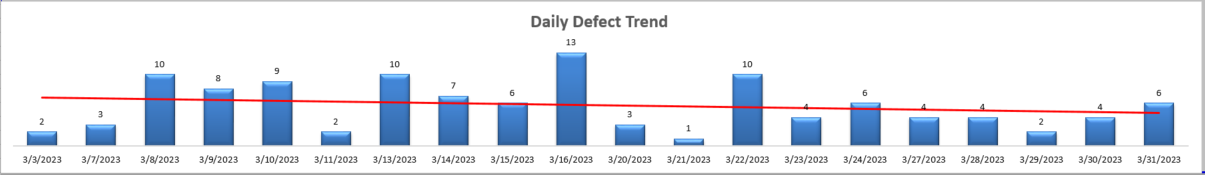 Daily Defect Trend
2 3 10 8 9 2 10 7 6 13 3 1 10 4 6 4 4 2 4 6
3/3/2023 3/7/2023 3/8/2023 3/9/2023 3/10/2023 3/11/2023 3/13/2023 3/14/2023 3/15/2023 3/16/2023 3/20/2023 3/21/2023 3/22/2023 3/23/2023 3/24/2023 3/27/2023 3/28/2023 3/29/2023 3/30/2023 3/31/2023